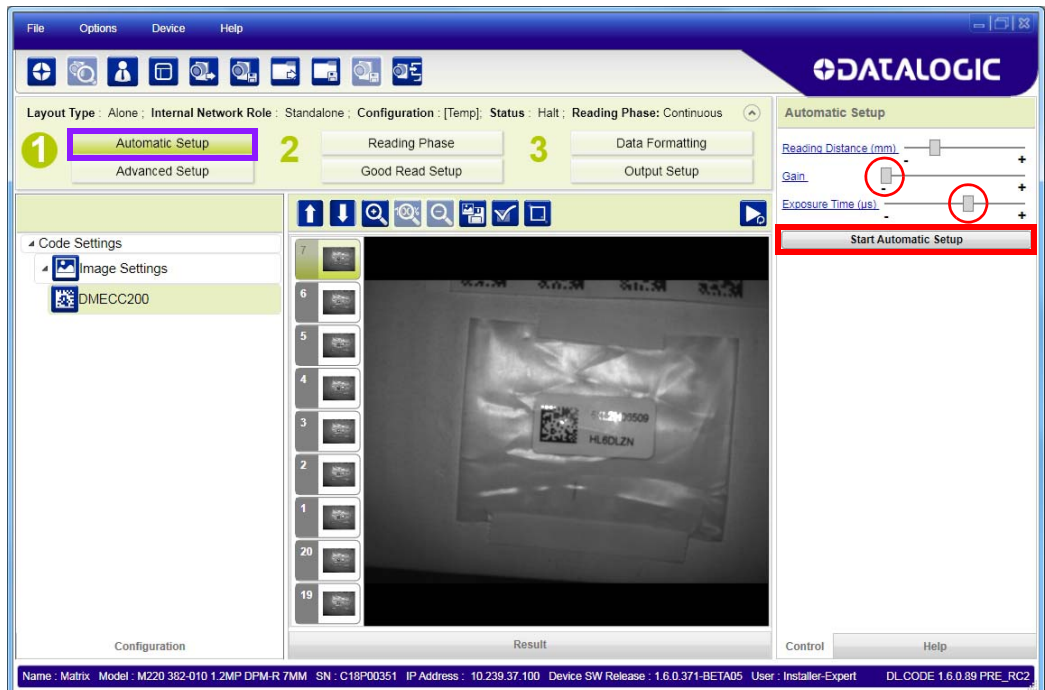 File Options Device Help
DATALOGIC
Layout Type : Alone ; Internal Network Role : Standalone ; Configuration : [Temp]; Status : Halt ; Reading Phase: Continuous
1 Automatic Setup
Advanced Setup
2 Reading Phase
Good Read Setup
3 Data Formatting
Output Setup
Automatic Setup
Reading Distance (mm) - +
Gain - +
Exposure Time (µs) - +
Start Automatic Setup
Code Settings
Image Settings
DMECC200
100%
7
6
5
4
3
2
1
20
19
HL6DLZN
Configuration
Result
Control Help
Name : Matrix Model : M220 382-010 1.2MP DPM-R 7MM SN : C18P00351 IP Address : 10.239.37.100 Device SW Release : 1.6.0.371-BETA05 User : Installer-Expert DL.CODE 1.6.0.89 PRE_RC2